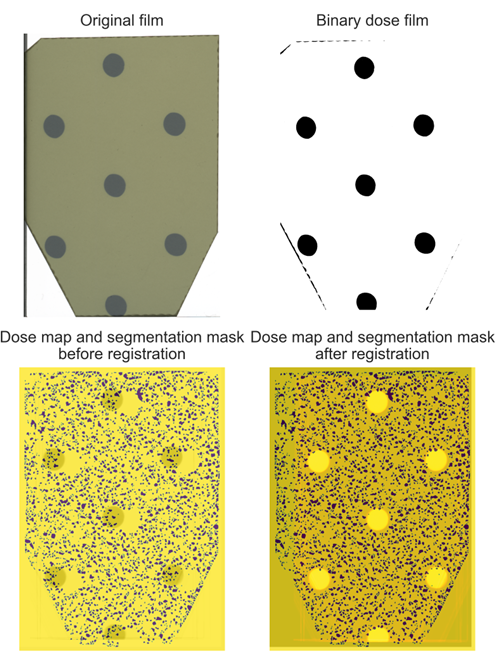 Original film
Binary dose film
Dose map and segmentation mask
before registration
Dose map and segmentation mask
after registration